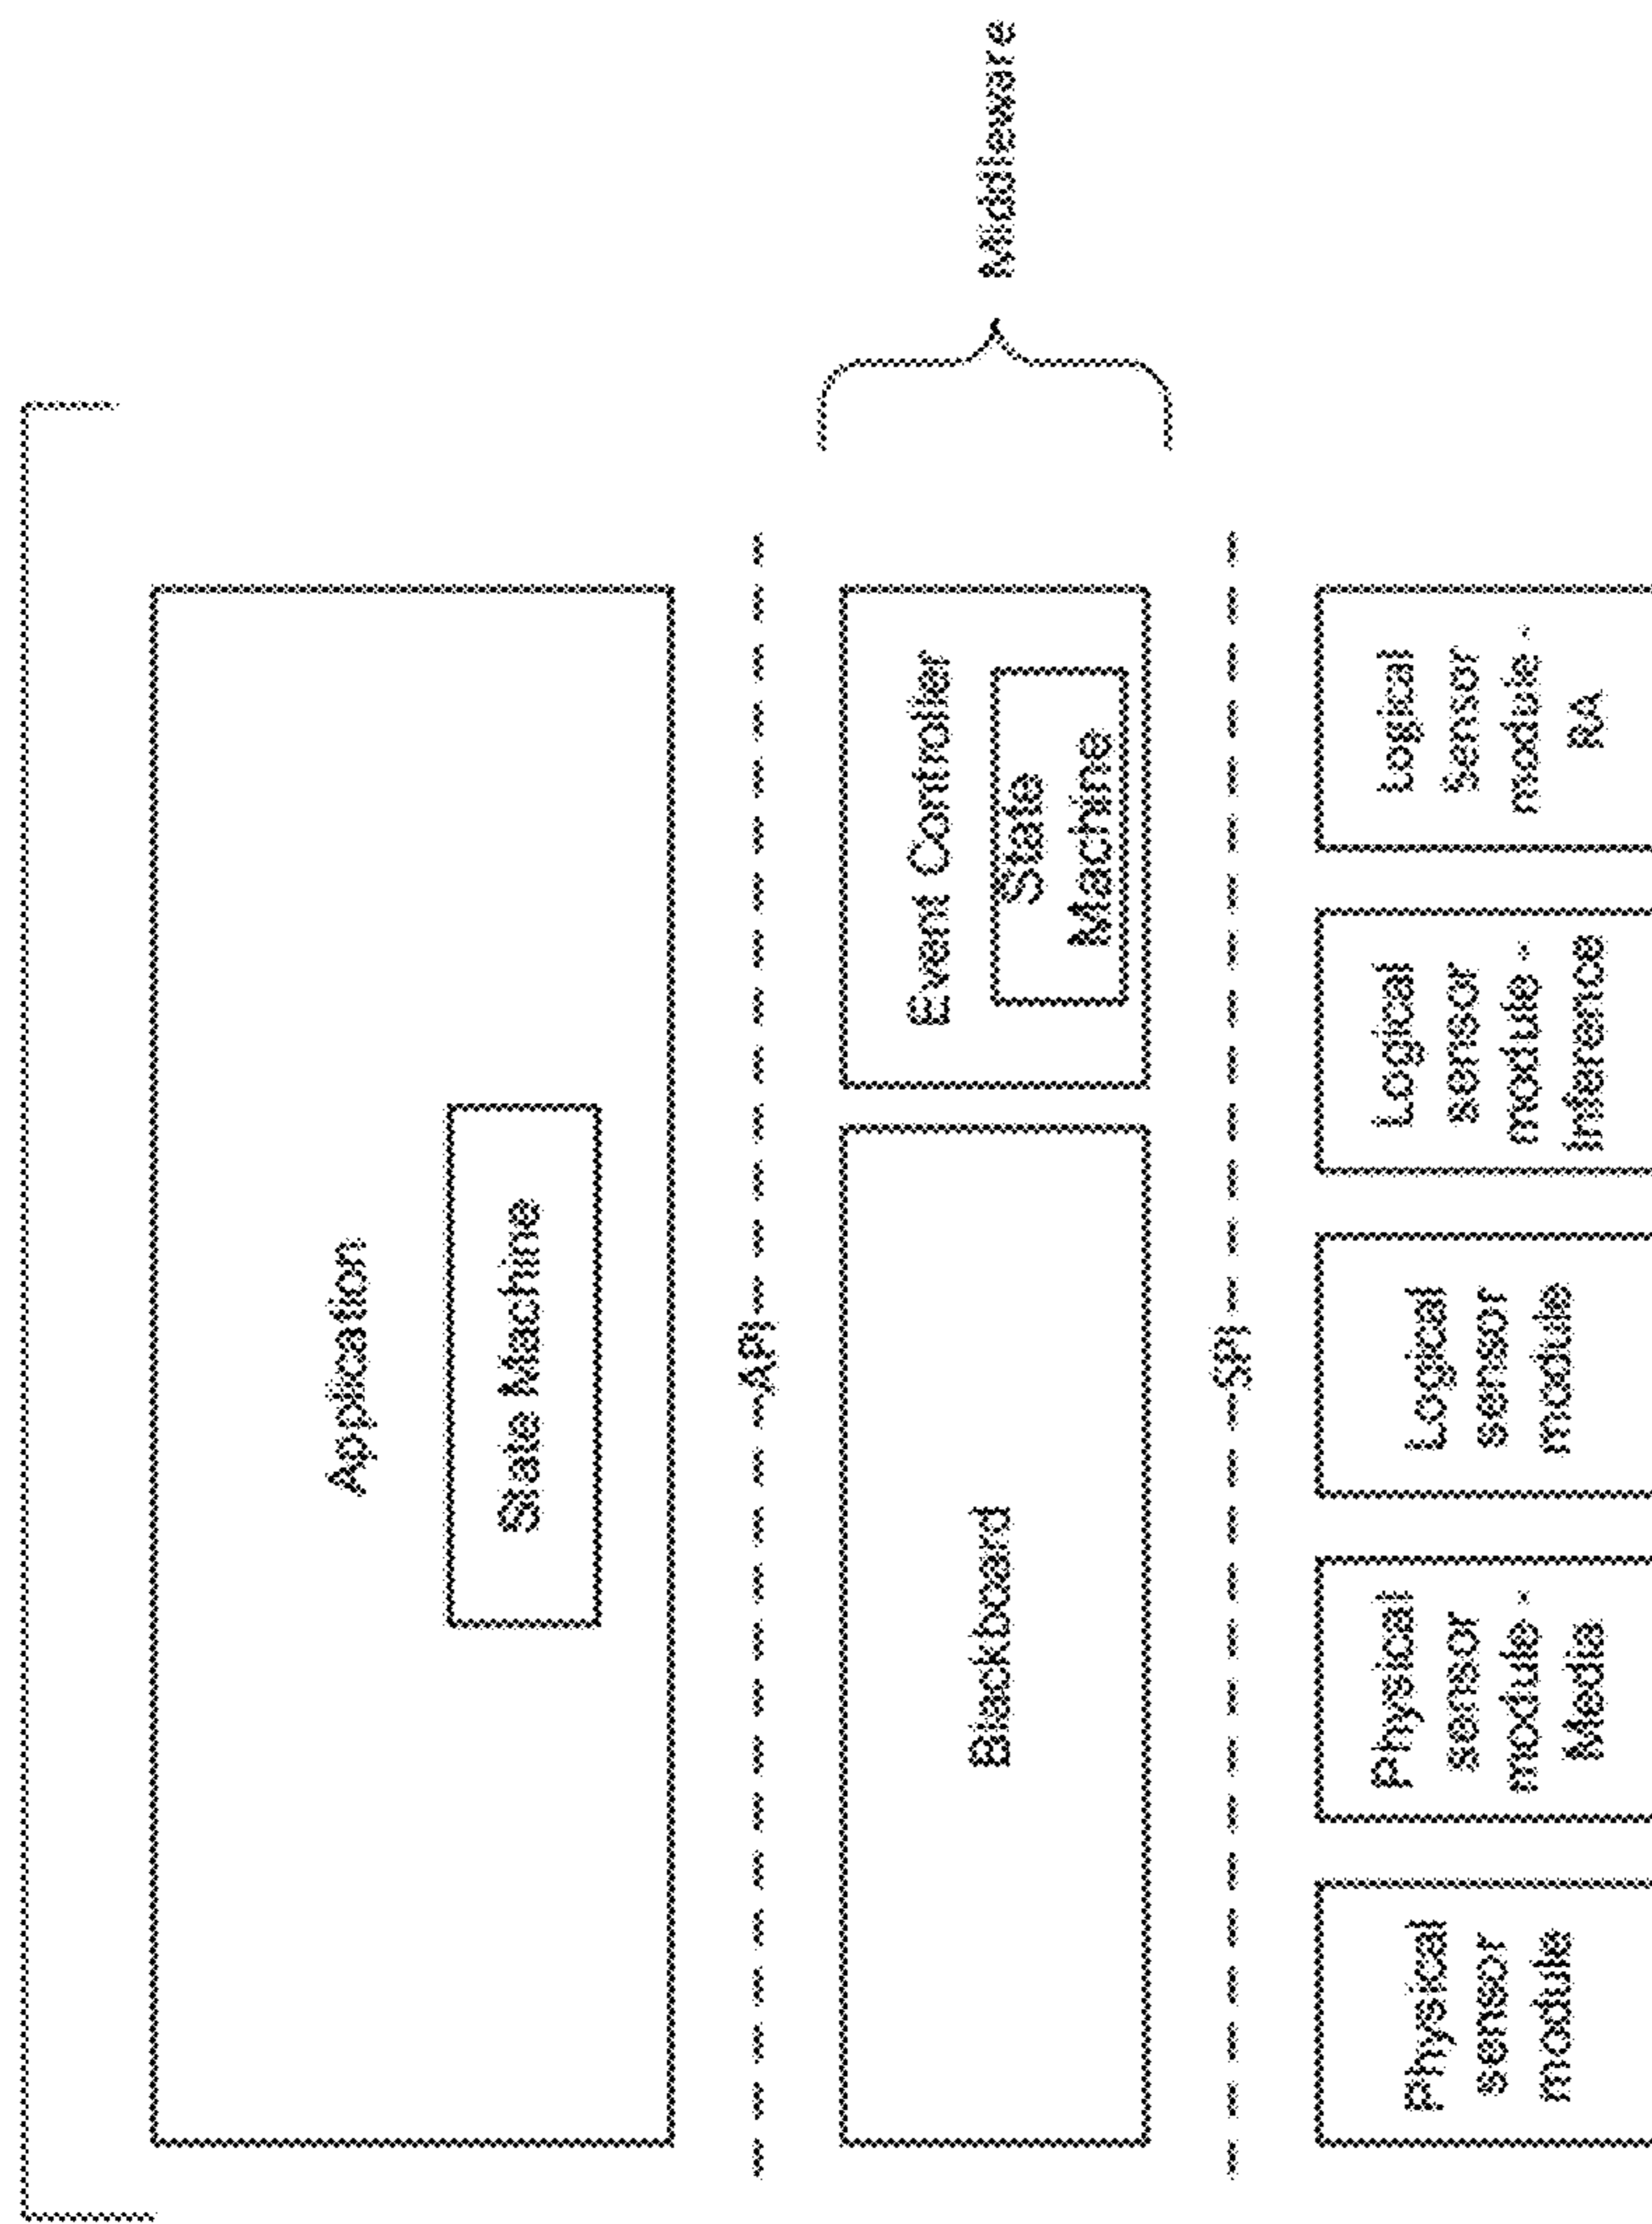 Application
State Machine
API
Middleware
Blackboard
Event Controller
State
Machine
SPI
Physical
sensor
module
Physical
sensor
module -
Media
Logical
sensor
module
Logical
sensor
module -
Inference
Logical
Sensor
module -
RA